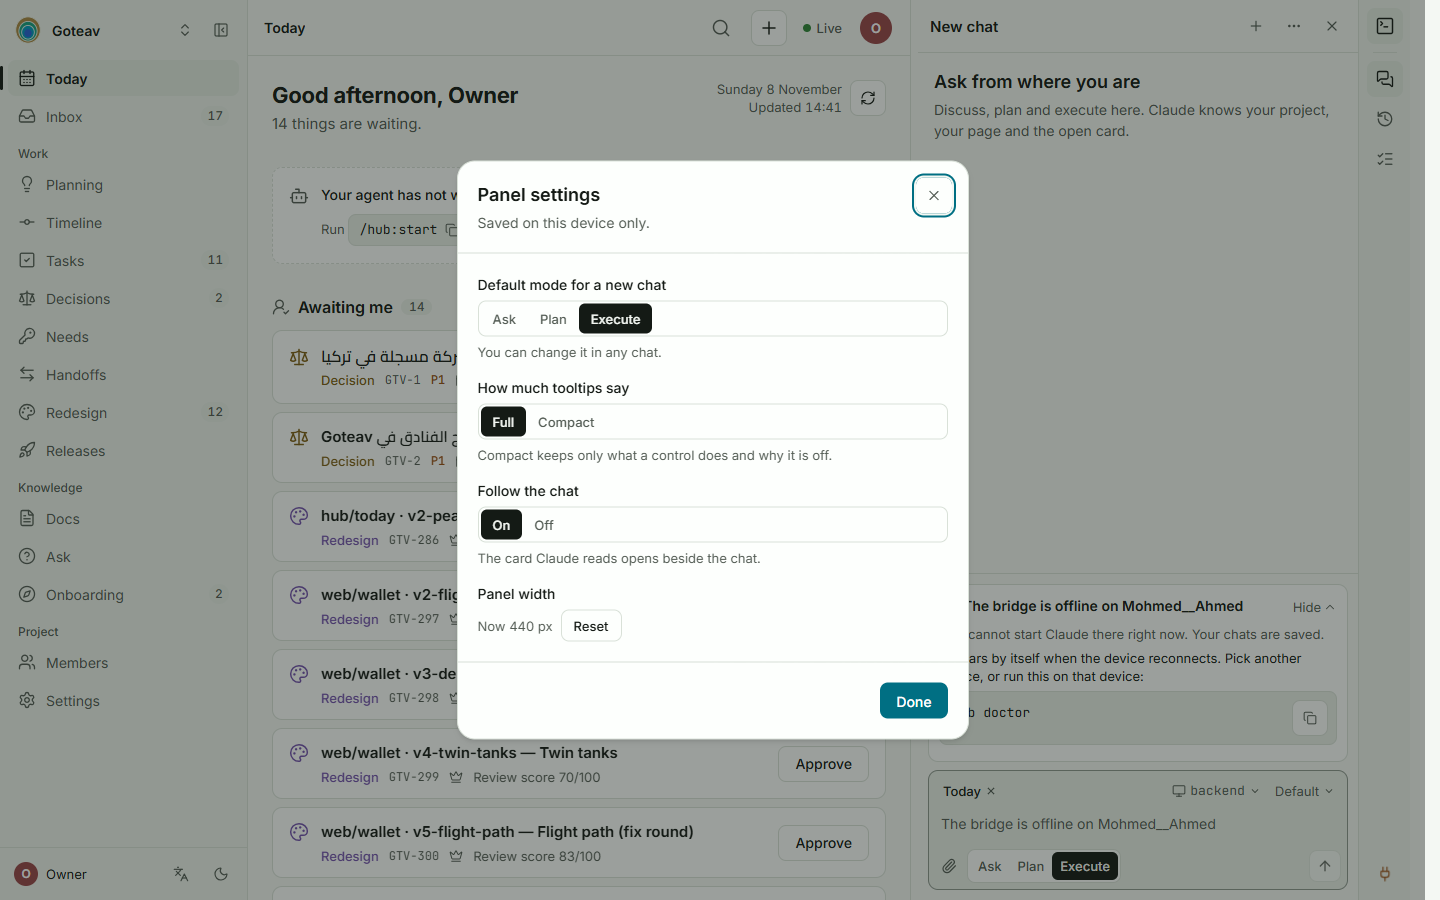 Goteav
Today
Inbox 17
Work
Planning
Timeline
Tasks 11
Decisions 2
Needs
Handoffs
Redesign 12
Releases
Knowledge
Docs
Ask
Onboarding 2
Project
Members
Settings
O Owner
Today
Live
O
Good afternoon, Owner
14 things are waiting.
Sunday 8 November
Updated 14:41
Your agent has not
Run /hub:start
Awaiting me 14
مسجلة في تركيا
Decision GTV-1 P1
Goteav الفنادق في
Decision GTV-2 P1
hub/today ·
Redesign GTV-286
web/wallet ·
Redesign GTV-297
web/wallet ·
Redesign GTV-298
web/wallet · v4-twin-tanks — Twin tanks
Redesign GTV-299 Review score 70/100
Approve
web/wallet · v5-flight-path — Flight path (fix round)
Redesign GTV-300 Review score 83/100
Approve
Panel settings
Saved on this device only.
Default mode for a new chat
Ask Plan Execute
You can change it in any chat.
How much tooltips say
Full Compact
Compact keeps only what a control does and why it is off.
Follow the chat
On Off
The card Claude reads opens beside the chat.
Panel width
Now 440 px Reset
Done
New chat
Ask from where you are
Discuss, plan and execute here. Claude knows your project,
your page and the open card.
The bridge is offline on Mohmed__Ahmed
Hide
cannot start Claude there right now. Your chats are saved.
by itself when the device reconnects. Pick another
or run this on that device:
doctor
Today ×
backend Default
The bridge is offline on Mohmed__Ahmed
Ask Plan Execute